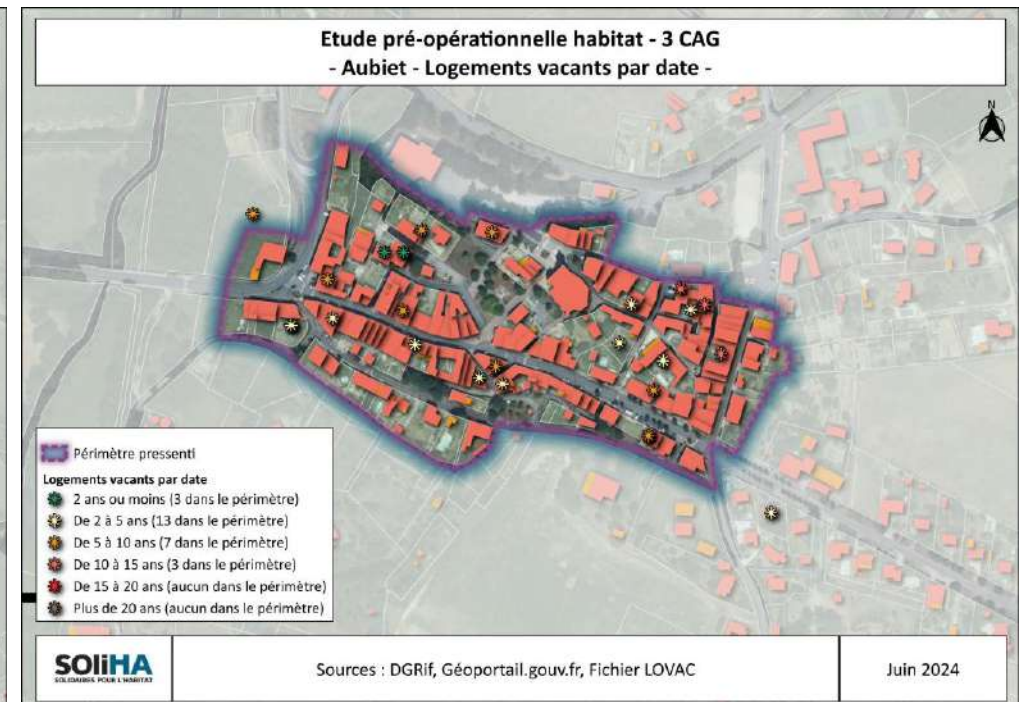 Etude pré-opérationnelle habitat - 3 CAG
- Aubiet - Logements vacants par date -
N
Périmètre pressenti
Logements vacants par date
2 ans ou moins (3 dans le périmètre)
De 2 à 5 ans (13 dans le périmètre)
De 5 à 10 ans (7 dans le périmètre)
De 10 à 15 ans (3 dans le périmètre)
De 15 à 20 ans (aucun dans le périmètre)
Plus de 20 ans (aucun dans le périmètre)
SOliHA
SOLIDAIRES POUR L'HABITAT
Sources : DGRif, Géoportail.gouv.fr, Fichier LOVAC
Juin 2024